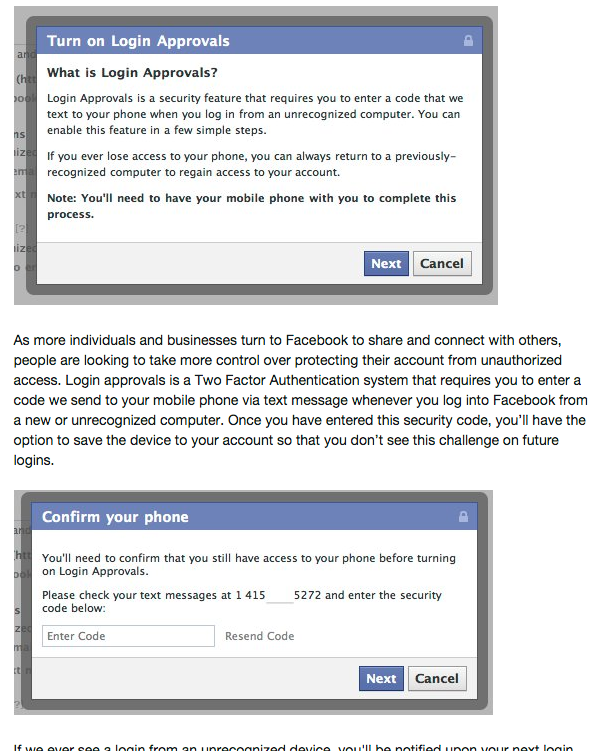 Turn on Login Approvals
What is Login Approvals?
Login Approvals is a security feature that requires you to enter a code that we
text to your phone when you log in from an unrecognized computer. You can
enable this feature in a few simple steps.
If you ever lose access to your phone, you can always return to a previously-
recognized computer to regain access to your account.
Note: You'll need to have your mobile phone with you to complete this
process.
Next Cancel
As more individuals and businesses turn to Facebook to share and connect with others,
people are looking to take more control over protecting their account from unauthorized
access. Login approvals is a Two Factor Authentication system that requires you to enter a
code we send to your mobile phone via text message whenever you log into Facebook from
a new or unrecognized computer. Once you have entered this security code, you’ll have the
option to save the device to your account so that you don’t see this challenge on future
logins.
Confirm your phone
You'll need to confirm that you still have access to your phone before turning
on Login Approvals.
Please check your text messages at 1 415 ____ 5272 and enter the security
code below:
Enter Code Resend Code
Next Cancel
If we ever see a login from an unrecognized device, you'll be notified upon your next login